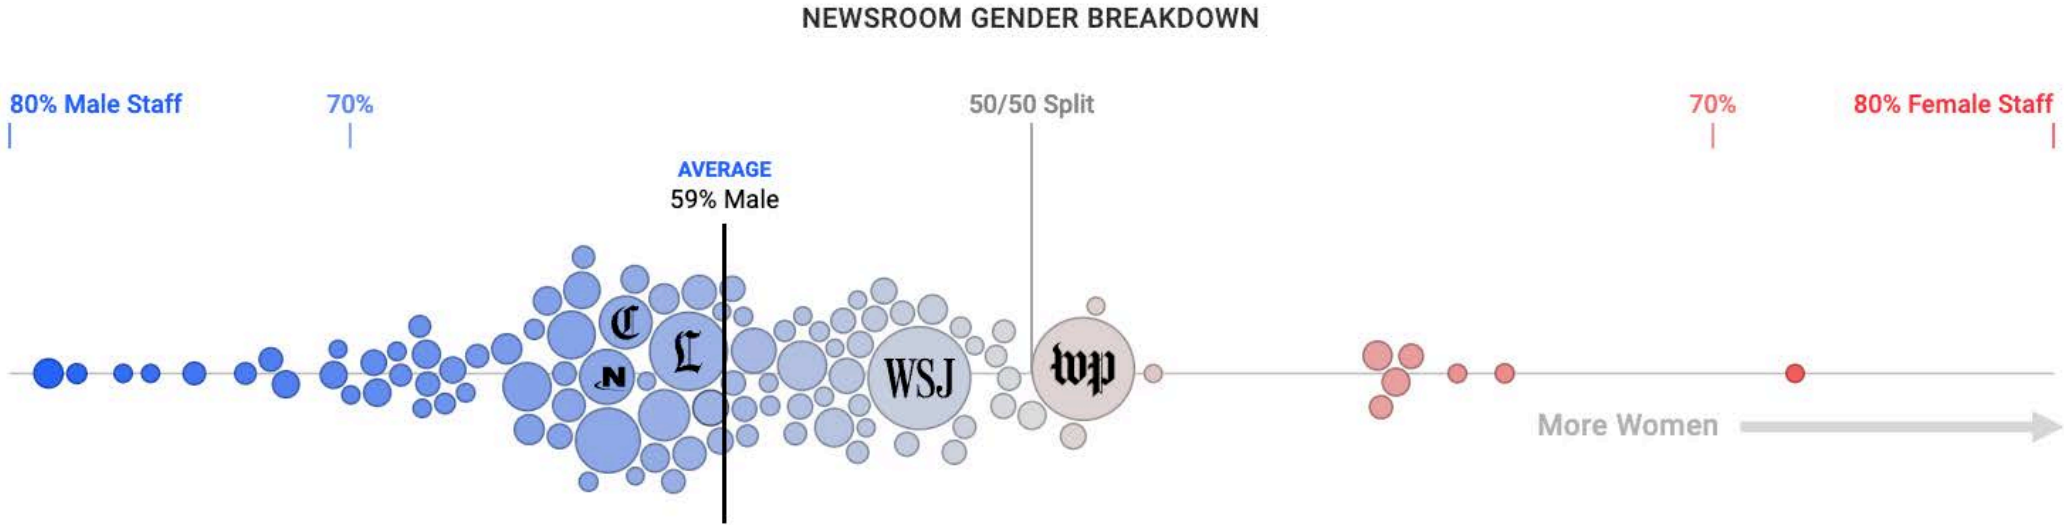 NEWSROOM GENDER BREAKDOWN
80% Male Staff
70%
50/50 Split
70%
80% Female Staff
AVERAGE
59% Male
C
L
N
WSJ
wp
More Women